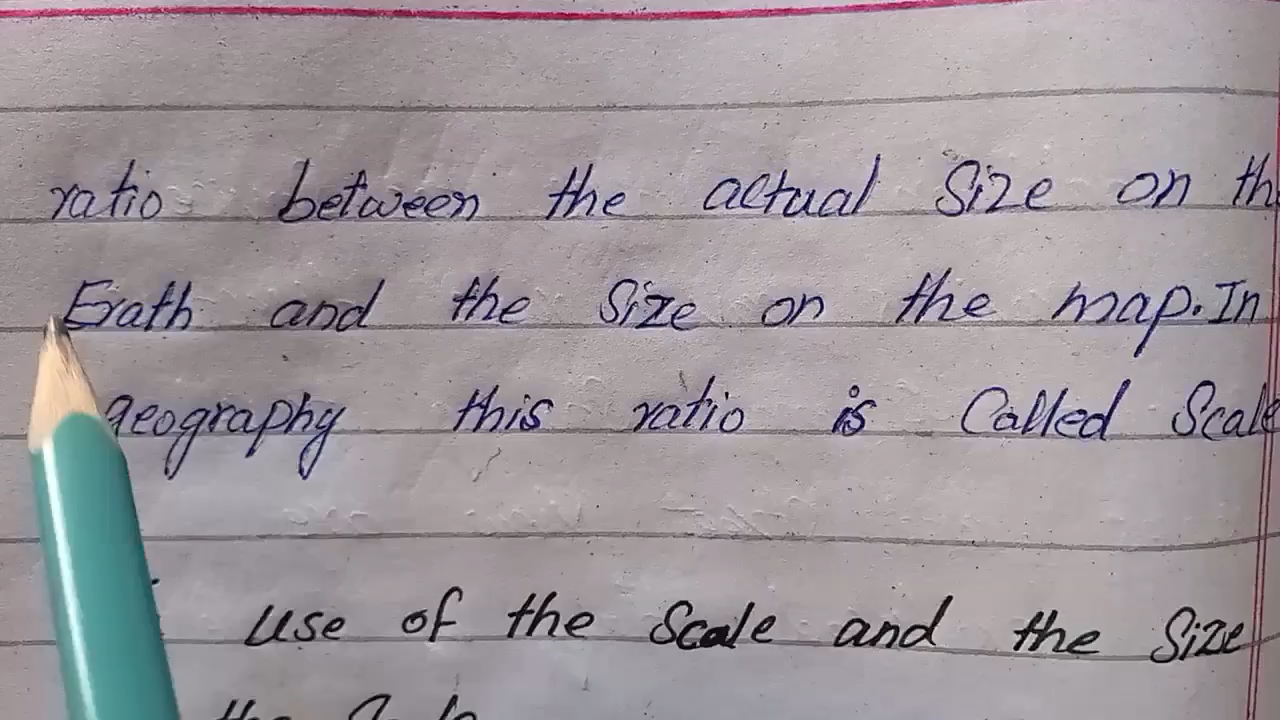 ratio between the actual Size on th
Erath and the Size on the map. In
geography this ratio is Called Scale
use of the Scale and the Size
the